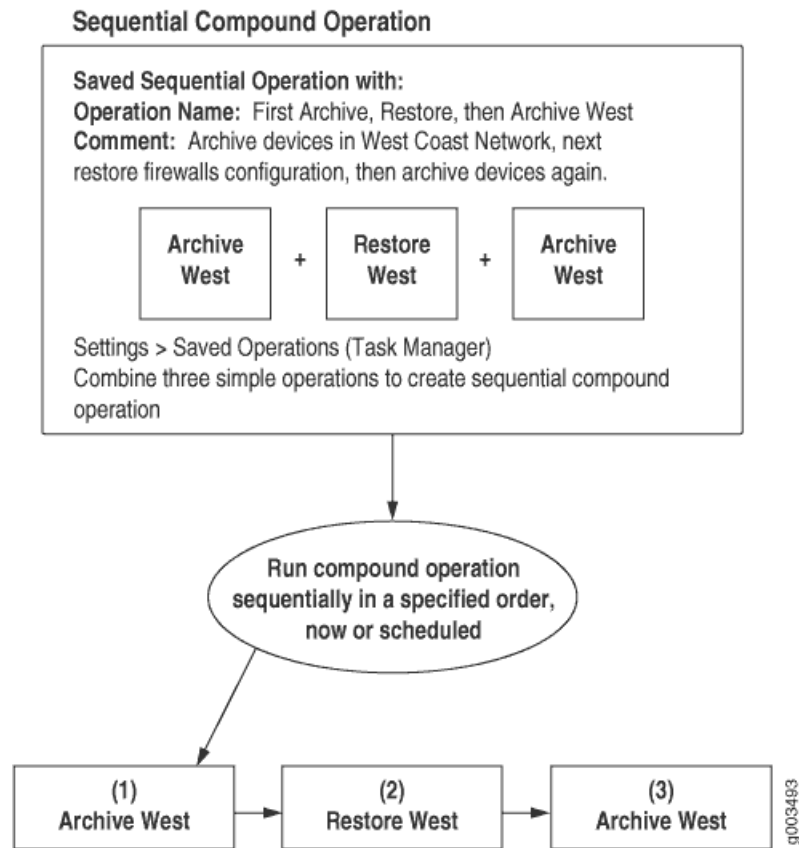 Sequential Compound Operation
Saved Sequential Operation with:
Operation Name: First Archive, Restore, then Archive West
Comment: Archive devices in West Coast Network, next
restore firewalls configuration, then archive devices again.
Archive
West
+
Restore
West
+
Archive
West
Settings > Saved Operations (Task Manager)
Combine three simple operations to create sequential compound
operation
Run compound operation
sequentially in a specified order,
now or scheduled
(1)
Archive West
(2)
Restore West
(3)
Archive West
g003493